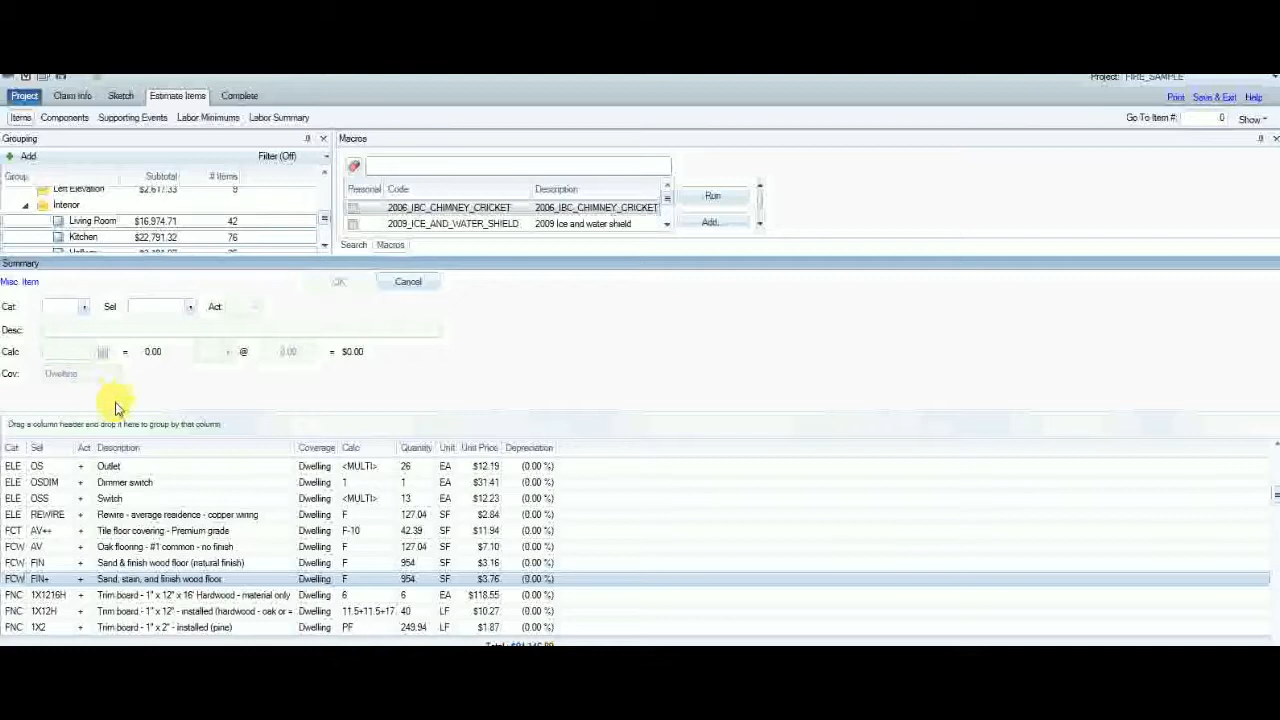 Project: FIRE_SAMPLE
Project Claim Info Sketch Estimate Items Complete
Print Save & Exit Help
Items Components Supporting Events Labor Minimums Labor Summary
Go To Item #: 0 Show
Grouping
Macros
Add Filter (Off)
Group Subtotal # Items
Left Elevation $2,617.33 9
Interior
Living Room $16,974.71 42
Kitchen $22,791.32 76
Personal Code Description
2006_IBC_CHIMNEY_CRICKET 2006_IBC_CHIMNEY_CRICKET
2009_ICE_AND_WATER_SHIELD 2009 Ice and water shield
Run
Add...
Search Macros
Summary
Misc Item OK Cancel
Cat: Sel Act:
Desc:
Calc = 0.00 @ 0.00 = $0.00
Cov: Dwelling
Drag a column header and drop it here to group by that column
Cat Sel Act Description Coverage Calc Quantity Unit Unit Price Depreciation
ELE OS + Outlet Dwelling <MULTI> 26 EA $12.19 (0.00 %)
ELE OSDIM + Dimmer switch Dwelling 1 1 EA $31.41 (0.00 %)
ELE OSS + Switch Dwelling <MULTI> 13 EA $12.23 (0.00 %)
ELE REWIRE + Rewire - average residence - copper wiring Dwelling F 127.04 SF $2.84 (0.00 %)
FCT AV++ + Tile floor covering - Premium grade Dwelling F-10 42.39 SF $11.94 (0.00 %)
FCW AV + Oak flooring - #1 common - no finish Dwelling F 127.04 SF $7.10 (0.00 %)
FCW FIN + Sand & finish wood floor (natural finish) Dwelling F 954 SF $3.16 (0.00 %)
FCW FIN+ + Sand, stain, and finish wood floor Dwelling F 954 SF $3.76 (0.00 %)
FNC 1X1216H + Trim board - 1" x 12" x 16' Hardwood - material only Dwelling 6 6 EA $118.55 (0.00 %)
FNC 1X12H + Trim board - 1" x 12" - installed (hardwood - oak or = Dwelling 11.5+11.5+17 40 LF $10.27 (0.00 %)
FNC 1X2 + Trim board - 1" x 2" - installed (pine) Dwelling PF 249.94 LF $1.87 (0.00 %)